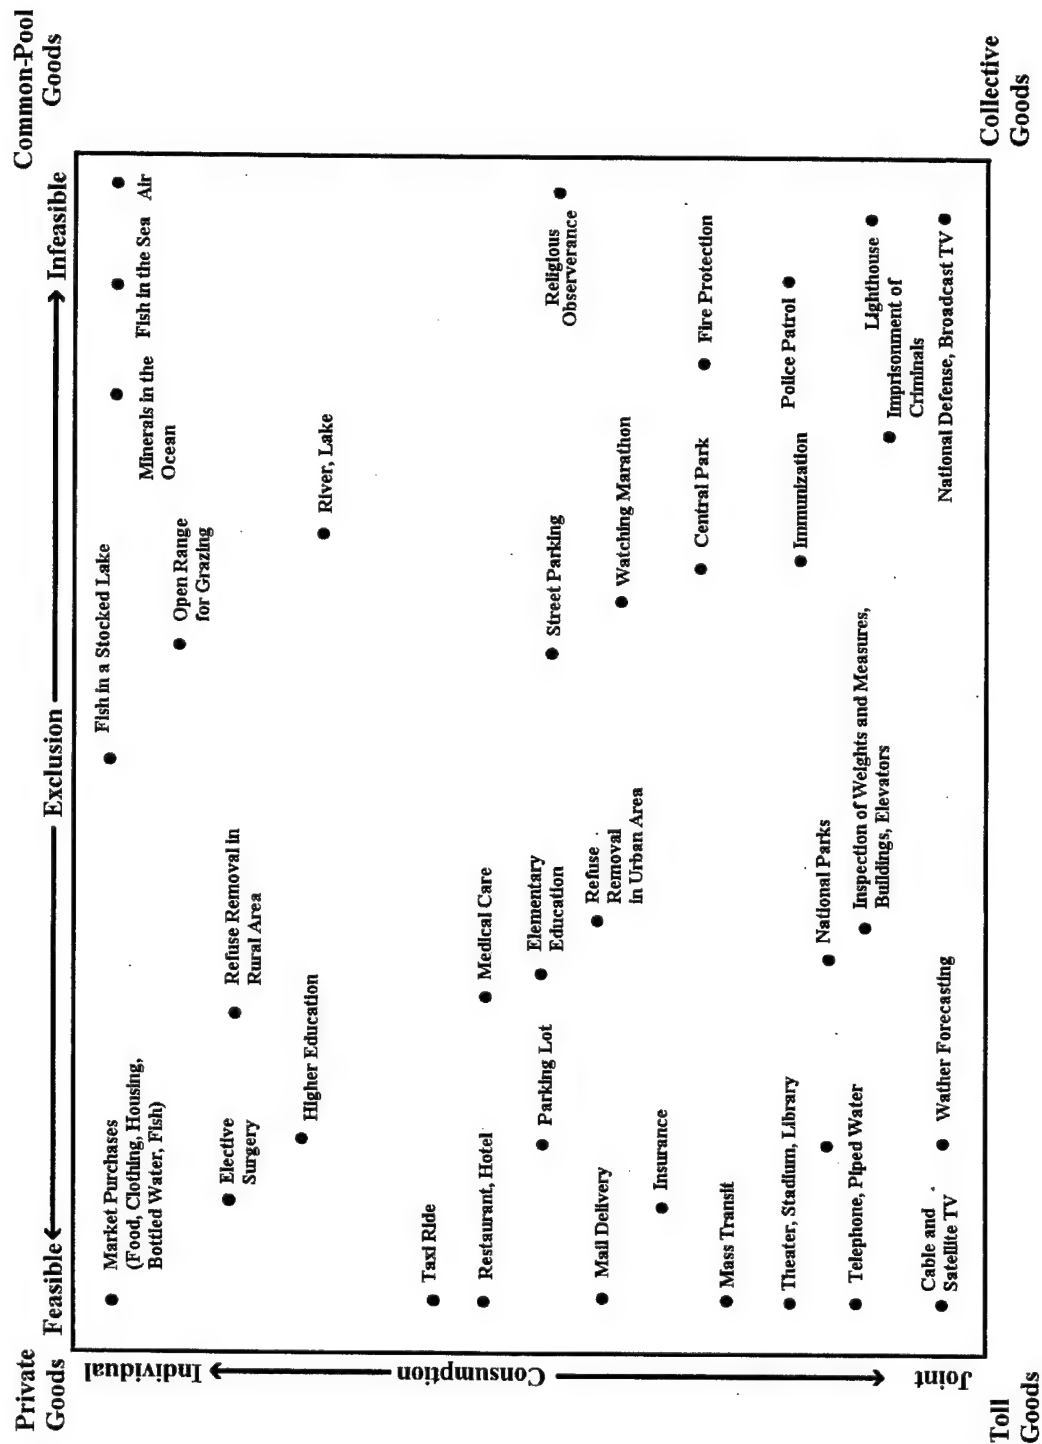 Private
Goods
Common-Pool
Goods
Feasible
Exclusion
Infeasible
Individual
Consumption
Joint
Toll
Goods
Collective
Goods
Market Purchases
(Food, Clothing, Housing,
Bottled Water, Fish)
Fish in a Stocked Lake
Minerals in the
Ocean
Fish in the Sea
Air
Open Range
for Grazing
Elective
Surgery
Refuse Removal in
Rural Area
Higher Education
River, Lake
Taxi Ride
Restaurant, Hotel
Medical Care
Parking Lot
Elementary
Education
Street Parking
Religious
Observerance
Mail Delivery
Refuse
Removal
in Urban Area
Watching Marathon
Insurance
Mass Transit
Central Park
Fire Protection
Theater, Stadium, Library
Immunization
Police Patrol
National Parks
Telephone, Piped Water
Inspection of Weights and Measures,
Buildings, Elevators
Lighthouse
Imprisonment of
Criminals
Cable and
Satellite TV
Wather Forecasting
National Defense, Broadcast TV